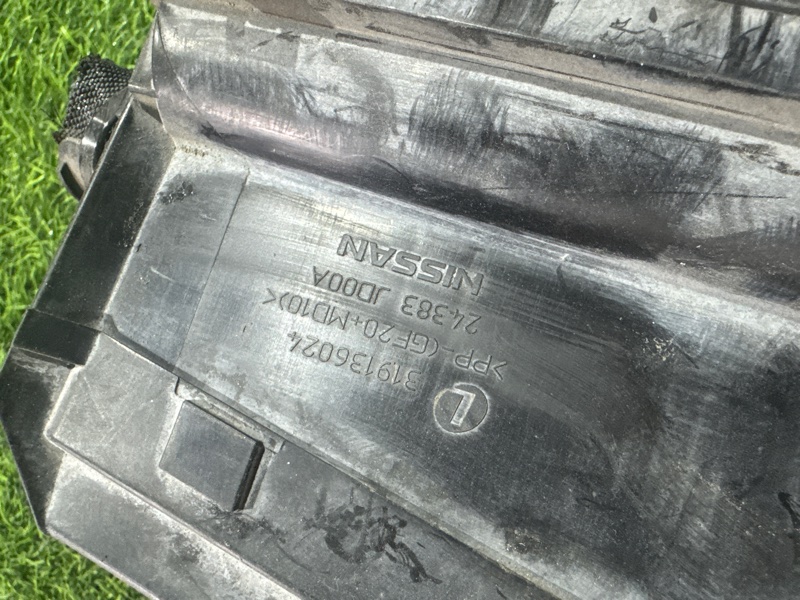 NISSAN
24383 JD00A
>PP-(GF20+MD10)<
319136024
L